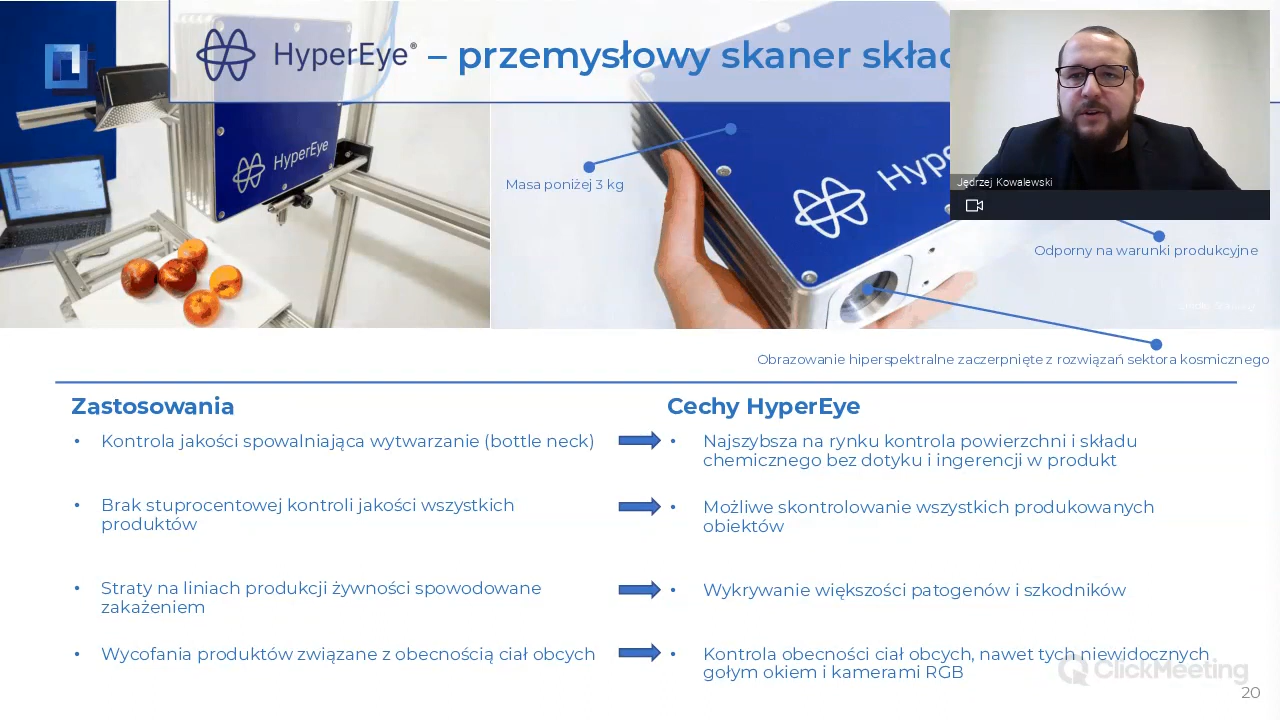 HyperEye® – przemysłowy skaner
Jędrzej Kowalewski
HyperEye
Masa poniżej 3 kg
Odporny na warunki produkcyjne
Obrazowanie hiperspektralne zaczerpnięte z rozwiązań sektora kosmicznego
Zastosowania
• Kontrola jakości spowalniająca wytwarzanie (bottle neck)
• Brak stuprocentowej kontroli jakości wszystkich
produktów
• Straty na liniach produkcji żywności spowodowane
zakażeniem
• Wycofania produktów związane z obecnością ciał obcych
Cechy HyperEye
• Najszybsza na rynku kontrola powierzchni i składu
chemicznego bez dotyku i ingerencji w produkt
• Możliwe skontrolowanie wszystkich produkowanych
obiektów
• Wykrywanie większości patogenów i szkodników
• Kontrola obecności ciał obcych, nawet tych niewidocznych
gołym okiem i kamerami RGB
ClickMeeting
20